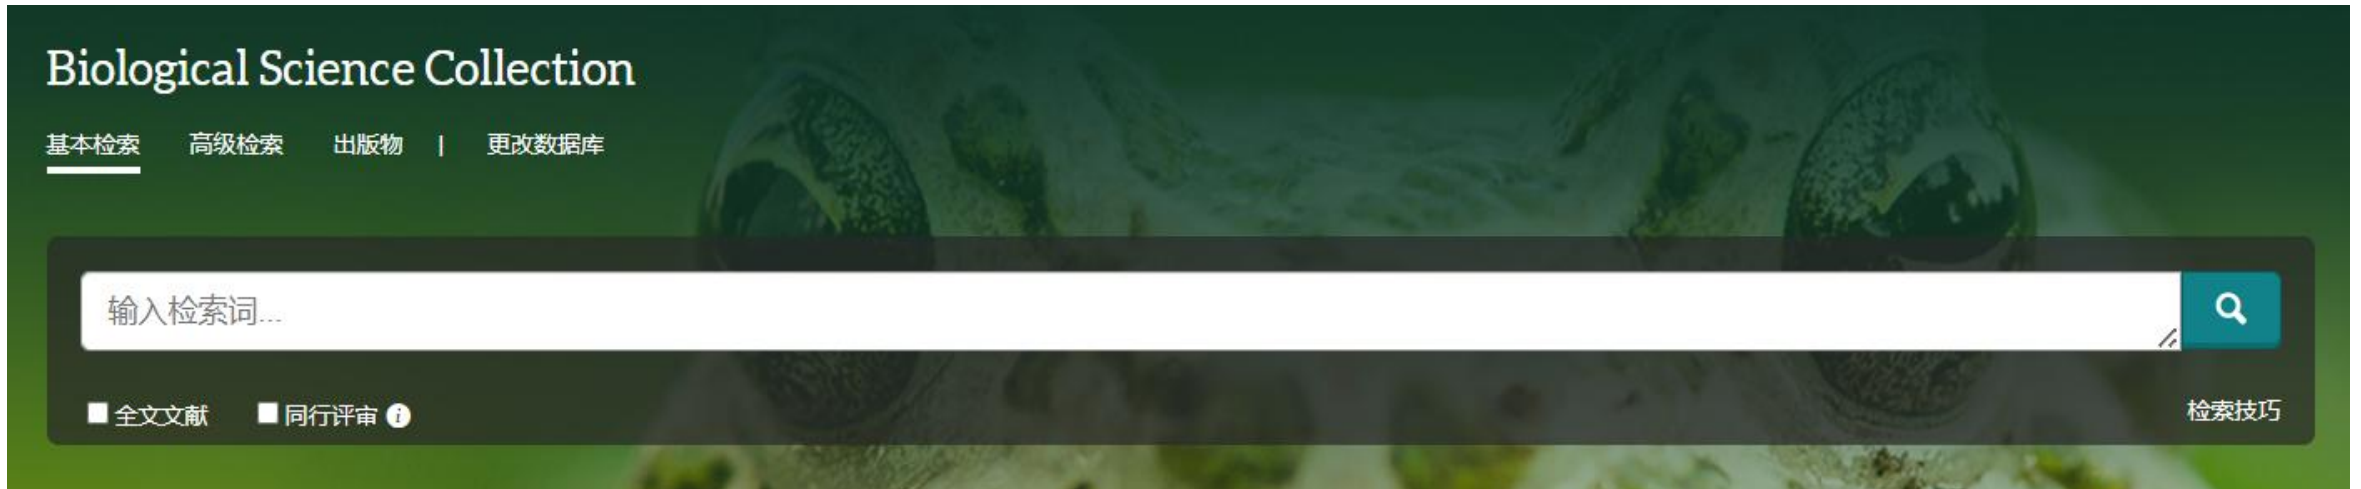 Biological Science Collection
基本检索 高级检索 出版物 | 更改数据库
输入检索词...
全文文献 同行评审 i
检索技巧